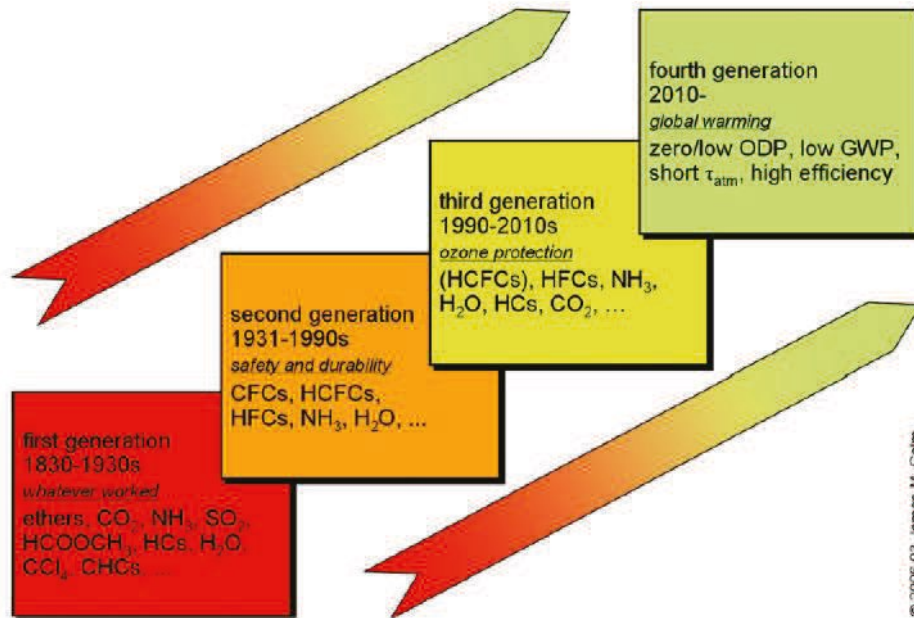 first generation
1830-1930s
whatever worked
ethers, CO₂, NH₃, SO₂,
HCOOCH₃, HCs, H₂O,
CCl₄, CHCs, ...
second generation
1931-1990s
safety and durability
CFCs, HCFCs,
HFCs, NH₃, H₂O, ...
third generation
1990-2010s
ozone protection
(HCFCs), HFCs, NH₃,
H₂O, HCs, CO₂, ...
fourth generation
2010-
global warming
zero/low ODP, low GWP,
short τatm, high efficiency